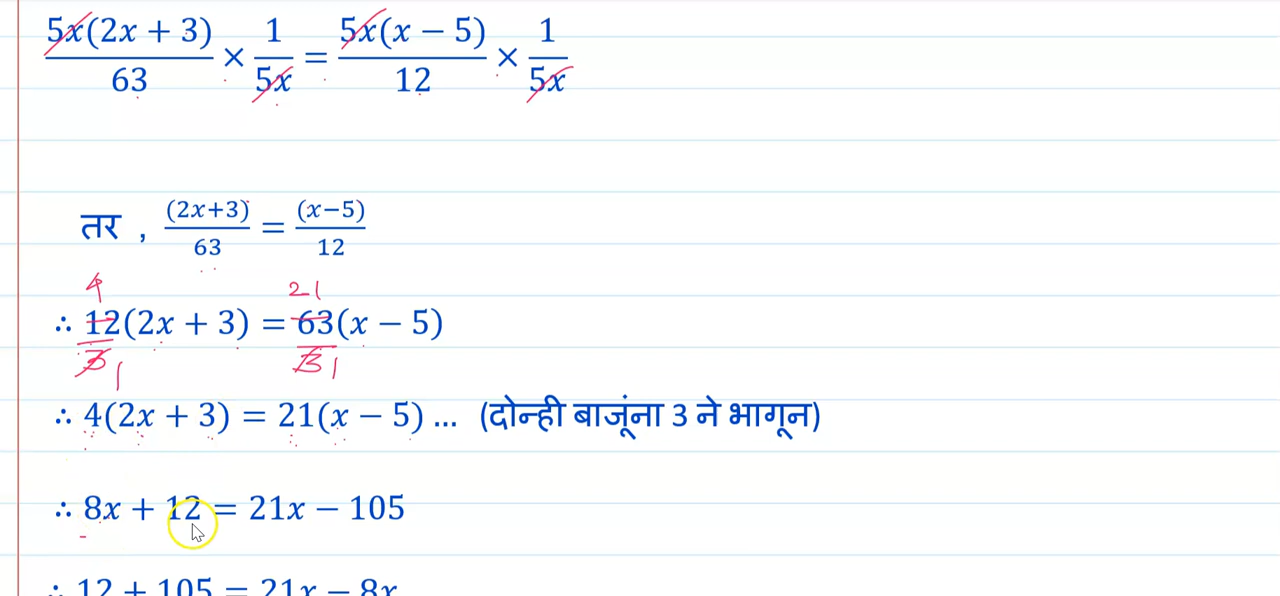 5x(2x + 3)/63 × 1/5x = 5x(x − 5)/12 × 1/5x
तर , (2x+3)/63 = (x−5)/12
4 21
∴ 12(2x + 3) = 63(x − 5)
3 1 3 1
∴ 4(2x + 3) = 21(x − 5) ... (दोन्ही बाजूंना 3 ने भागून)
∴ 8x + 12 = 21x − 105
∴ 12 + 105 = 21x − 8x